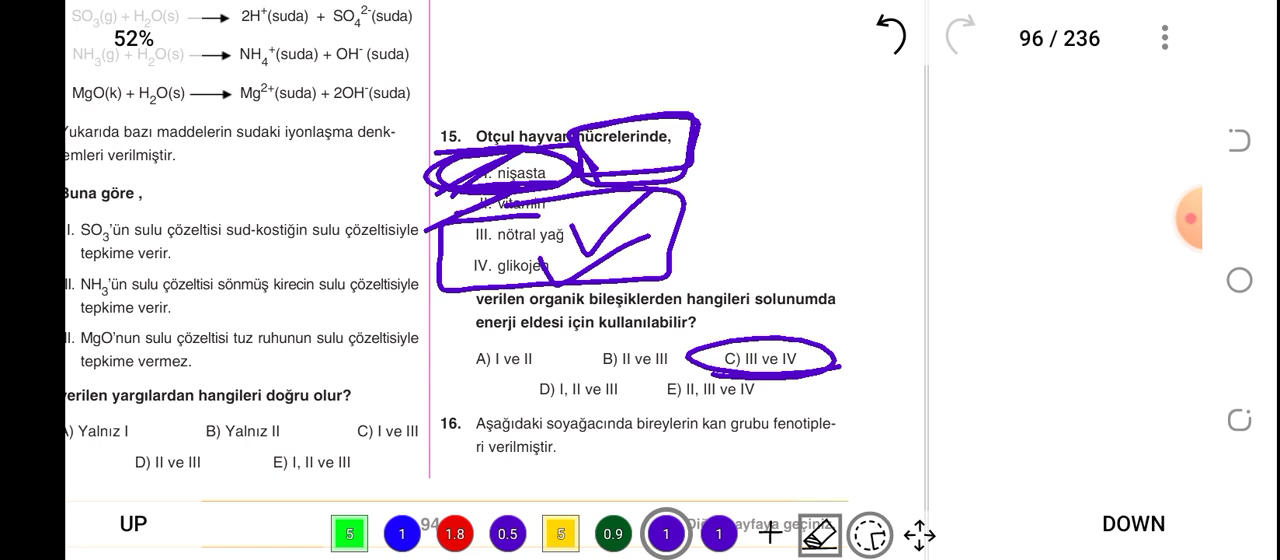 SO3(g) + H2O(s) → 2H+(suda) + SO4 2-(suda)
52%
NH3(g) + H2O(s) → NH4+(suda) + OH-(suda)
MgO(k) + H2O(s) → Mg2+(suda) + 2OH-(suda)
Yukarıda bazı maddelerin sudaki iyonlaşma denk-
emleri verilmiştir.
Buna göre ,
I. SO3'ün sulu çözeltisi sud-kostiğin sulu çözeltisiyle
tepkime verir.
II. NH3'ün sulu çözeltisi sönmüş kirecin sulu çözeltisiyle
tepkime verir.
II. MgO'nun sulu çözeltisi tuz ruhunun sulu çözeltisiyle
tepkime vermez.
verilen yargılardan hangileri doğru olur?
A) Yalnız I B) Yalnız II C) I ve III
D) II ve III E) I, II ve III
94
15. Otçul hayvan hücrelerinde,
I. nişasta
II. vitamin
III. nötral yağ
IV. glikojen
verilen organik bileşiklerden hangileri solunumda
enerji eldesi için kullanılabilir?
A) I ve II B) II ve III C) III ve IV
D) I, II ve III E) II, III ve IV
16. Aşağıdaki soyağacında bireylerin kan grubu fenotiple-
ri verilmiştir.
ayfaya geçiniz.
96 / 236
UP
5 1 1.8 0.5 5 0.9 1 1
DOWN